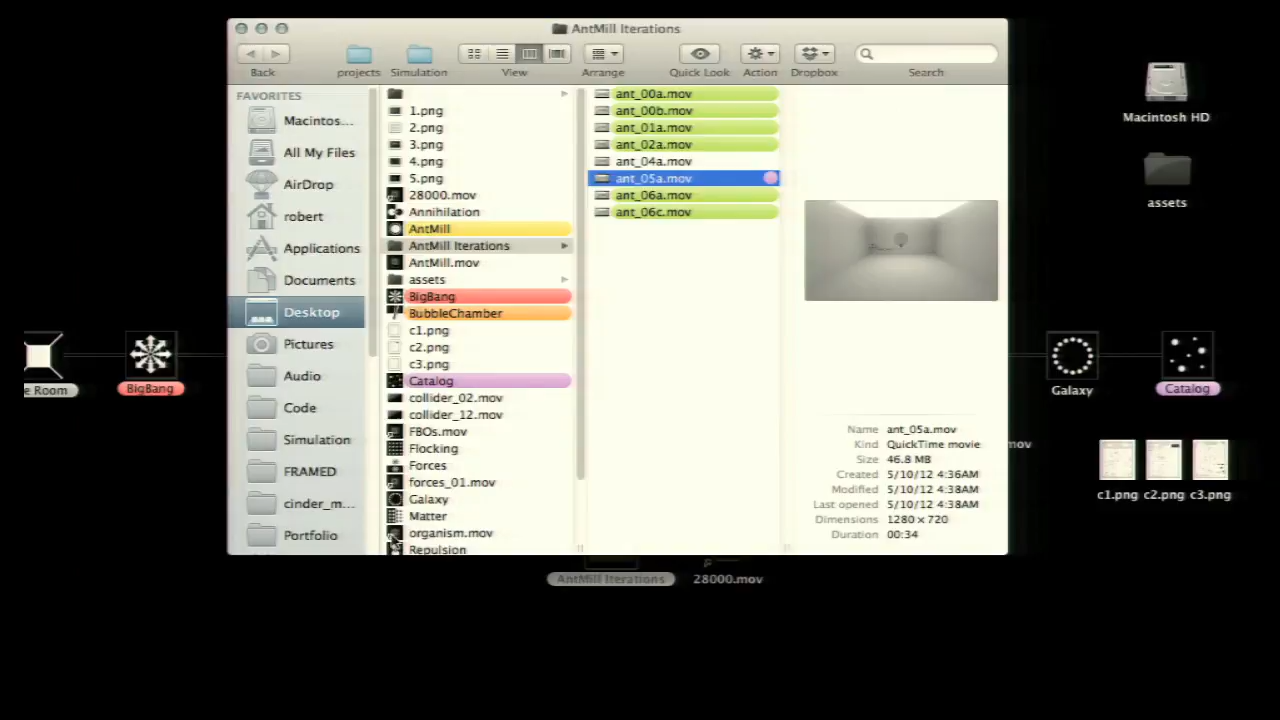 AntMill Iterations
Back
projects
Simulation
View
Arrange
Quick Look
Action
Dropbox
Search
FAVORITES
Macintos...
All My Files
AirDrop
robert
Applications
Documents
Desktop
Pictures
Audio
Code
Simulation
FRAMED
cinder_m...
Portfolio
1.png
2.png
3.png
4.png
5.png
28000.mov
Annihilation
AntMill
AntMill Iterations
AntMill.mov
assets
BigBang
BubbleChamber
c1.png
c2.png
c3.png
Catalog
collider_02.mov
collider_12.mov
FBOs.mov
Flocking
Forces
forces_01.mov
Galaxy
Matter
organism.mov
Repulsion
ant_00a.mov
ant_00b.mov
ant_01a.mov
ant_02a.mov
ant_04a.mov
ant_05a.mov
ant_06a.mov
ant_06c.mov
Name ant_05a.mov
Kind QuickTime movie
Size 46.8 MB
Created 5/10/12 4:36AM
Modified 5/10/12 4:38AM
Last opened 5/10/12 4:38AM
Dimensions 1280 x 720
Duration 00:34
Macintosh HD
assets
e Room
BigBang
Galaxy
Catalog
mov
c1.png c2.png c3.png
AntMill Iterations
28000.mov